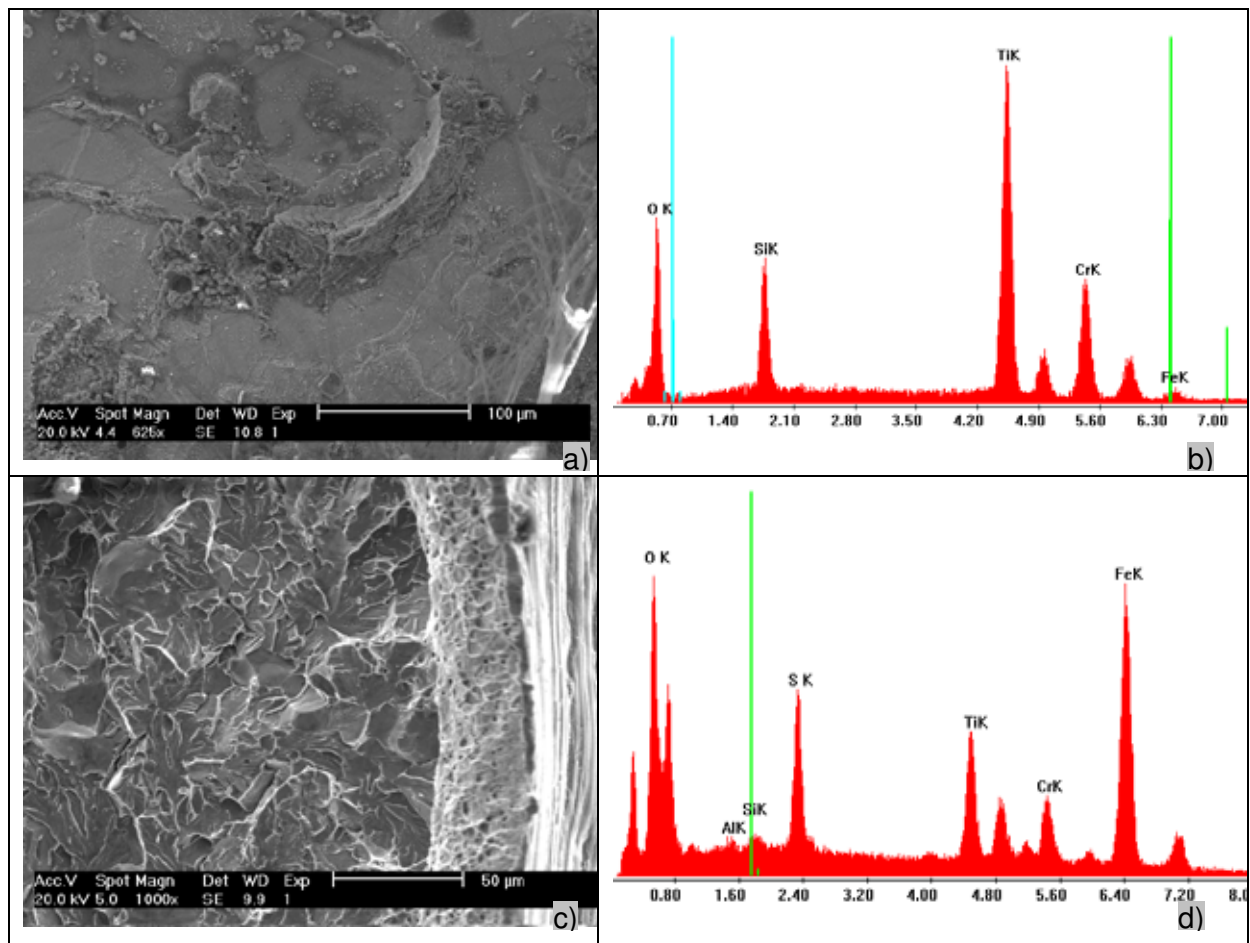 Acc.V Spot Magn Det WD Exp 100 µm
20.0 kV 4.4 625x SE 10.8 1
a)
TiK
O K
SiK
CrK
FeK
0.70 1.40 2.10 2.80 3.50 4.20 4.90 5.60 6.30 7.00
b)
Acc.V Spot Magn Det WD Exp 50 µm
20.0 kV 5.0 1000x SE 9.9 1
c)
O K
FeK
S K
TiK
CrK
SiK
AlK
0.80 1.60 2.40 3.20 4.00 4.80 5.60 6.40 7.20 8.0
d)